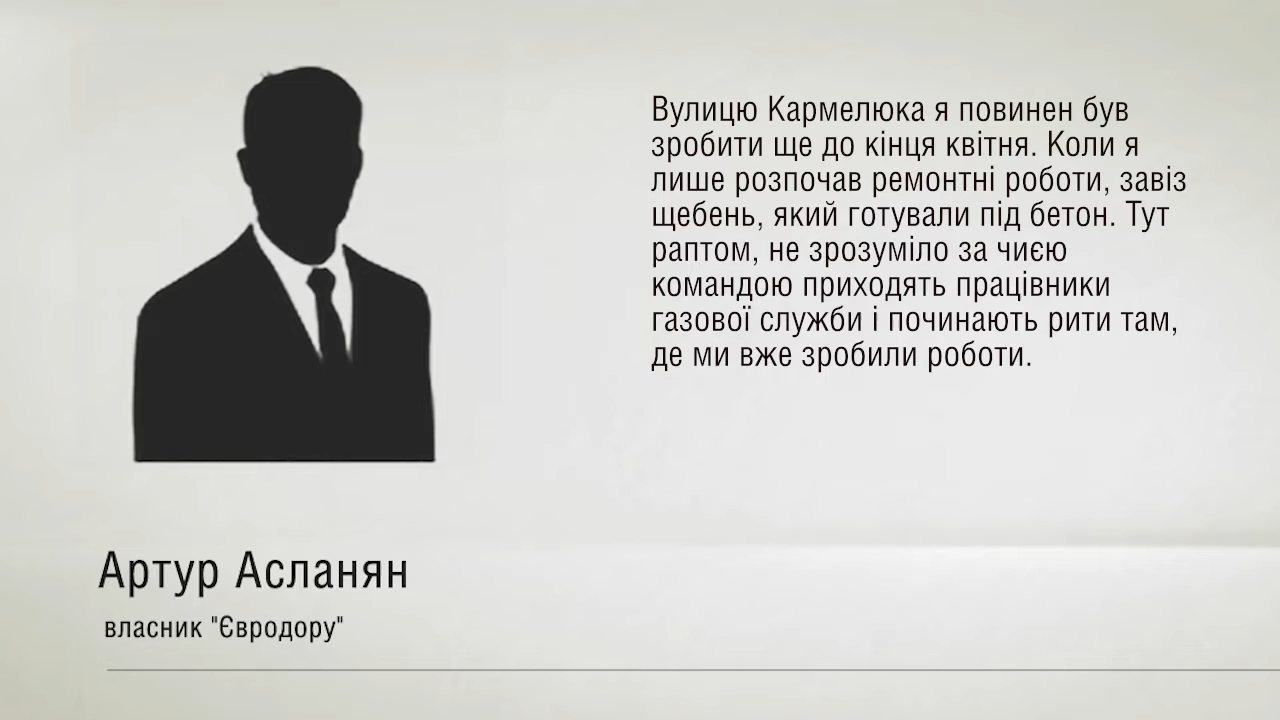 Вулицю Кармелюка я повинен був
зробити ще до кінця квітня. Коли я
лише розпочав ремонтні роботи, завіз
щебень, який готували під бетон. Тут
раптом, не зрозуміло за чиєю
командою приходять працівники
газової служби і починають рити там,
де ми вже зробили роботи.
Артур Асланян
власник "Євродору"